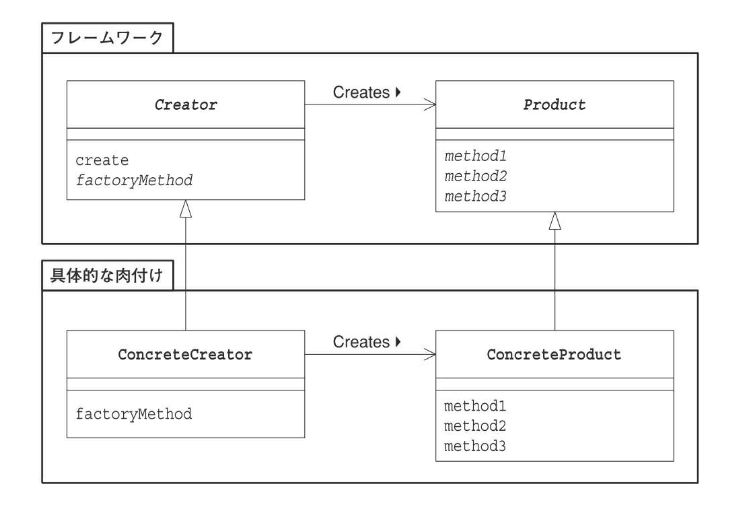 フレームワーク
Creator
Creates
Product
create
factoryMethod
method1
method2
method3
具体的な肉付け
ConcreteCreator
Creates
ConcreteProduct
factoryMethod
method1
method2
method3